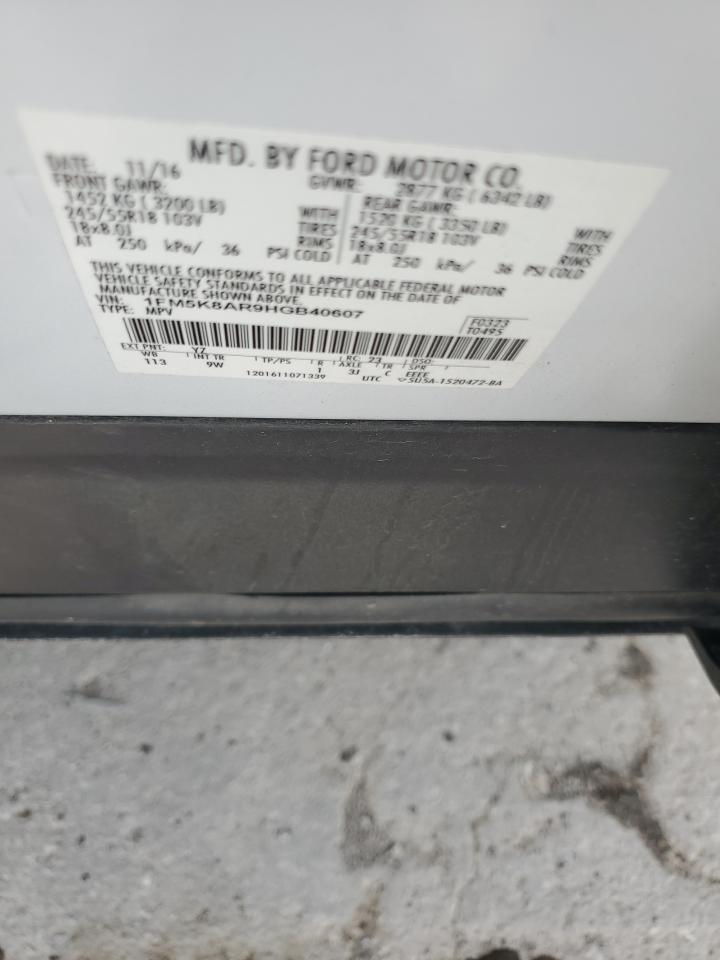 MFD. BY FORD MOTOR CO.
DATE: 11/16 GVWR: 2877 KG ( 6342 LB)
FRONT GAWR: REAR GAWR:
1452 KG ( 3200 LB) WITH 1520 KG ( 3350 LB) WITH
245/55R18 103V TIRES 245/55R18 103V TIRES
18x8.0J RIMS 18x8.0J RIMS
AT 250 kPa/ 36 PSI COLD AT 250 kPa/ 36 PSI COLD
THIS VEHICLE CONFORMS TO ALL APPLICABLE FEDERAL MOTOR
VEHICLE SAFETY STANDARDS IN EFFECT ON THE DATE OF
MANUFACTURE SHOWN ABOVE.
VIN: 1FM5K8AR9HGB40607
TYPE: MPV
F0323
T0495
EXT PNT: YZ RC: 23 DSO:
WB INT TR TP/PS R AXLE TR SPR
113 9W 1 3J C EEEE
1201611071339 UTC 5U5A-1520472-BA